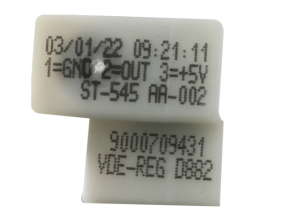 03/01/22 09:21:11
1=GND 2=OUT 3=+5V
ST-545 AA-002
9000709431
VDE-REG D882